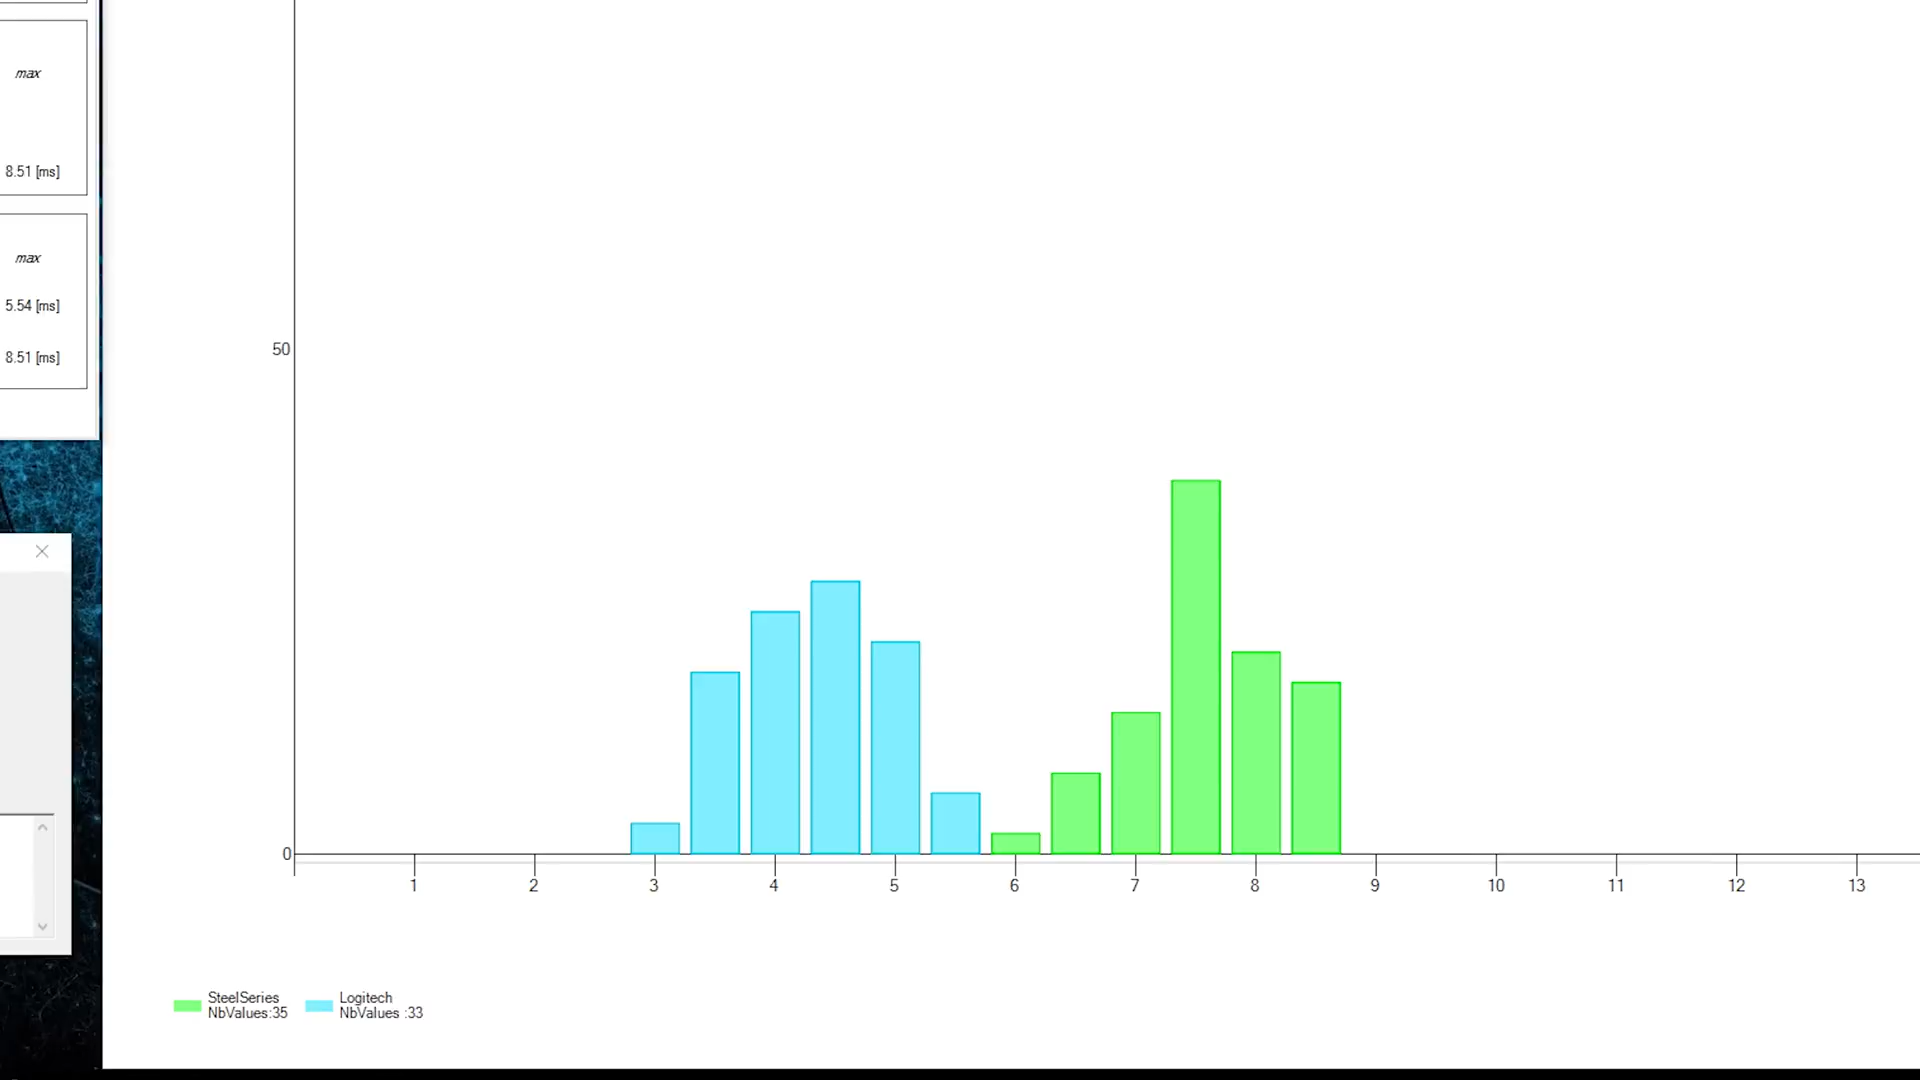 max
8.51 [ms]
max
5.54 [ms]
8.51 [ms]
50
0
1 2 3 4 5 6 7 8 9 10 11 12 13
SteelSeries
NbValues:35
Logitech
NbValues :33